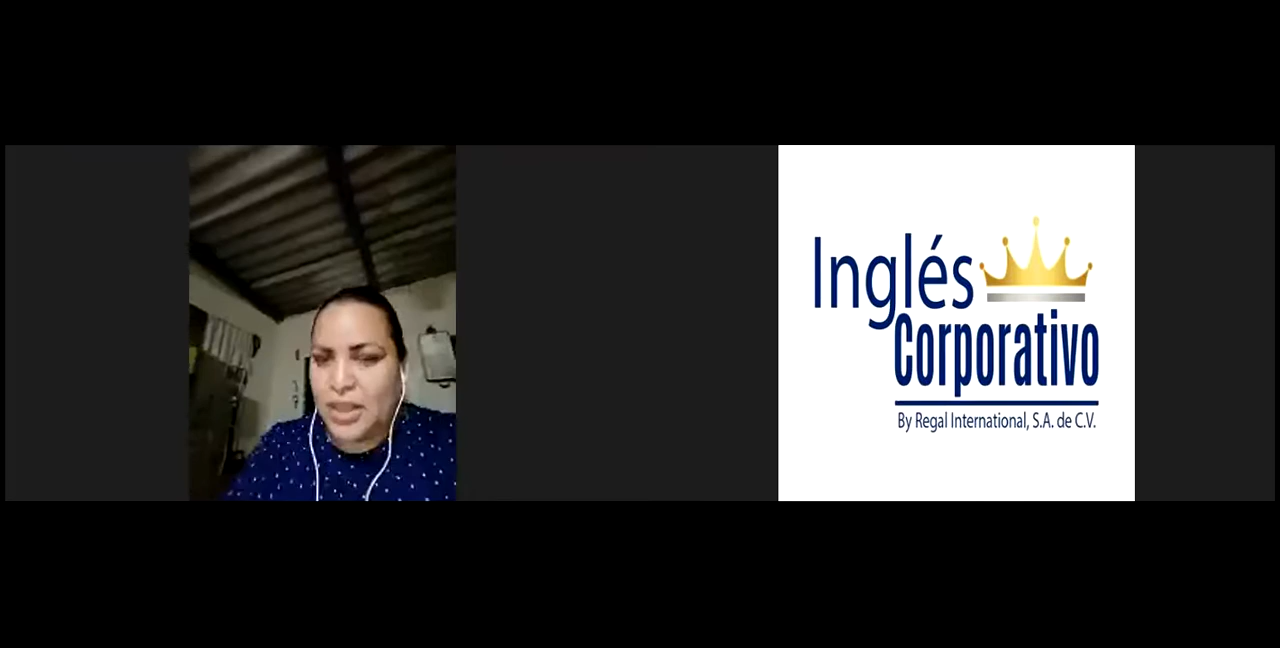 Inglés
Corporativo
By Regal International, S.A. de C.V.